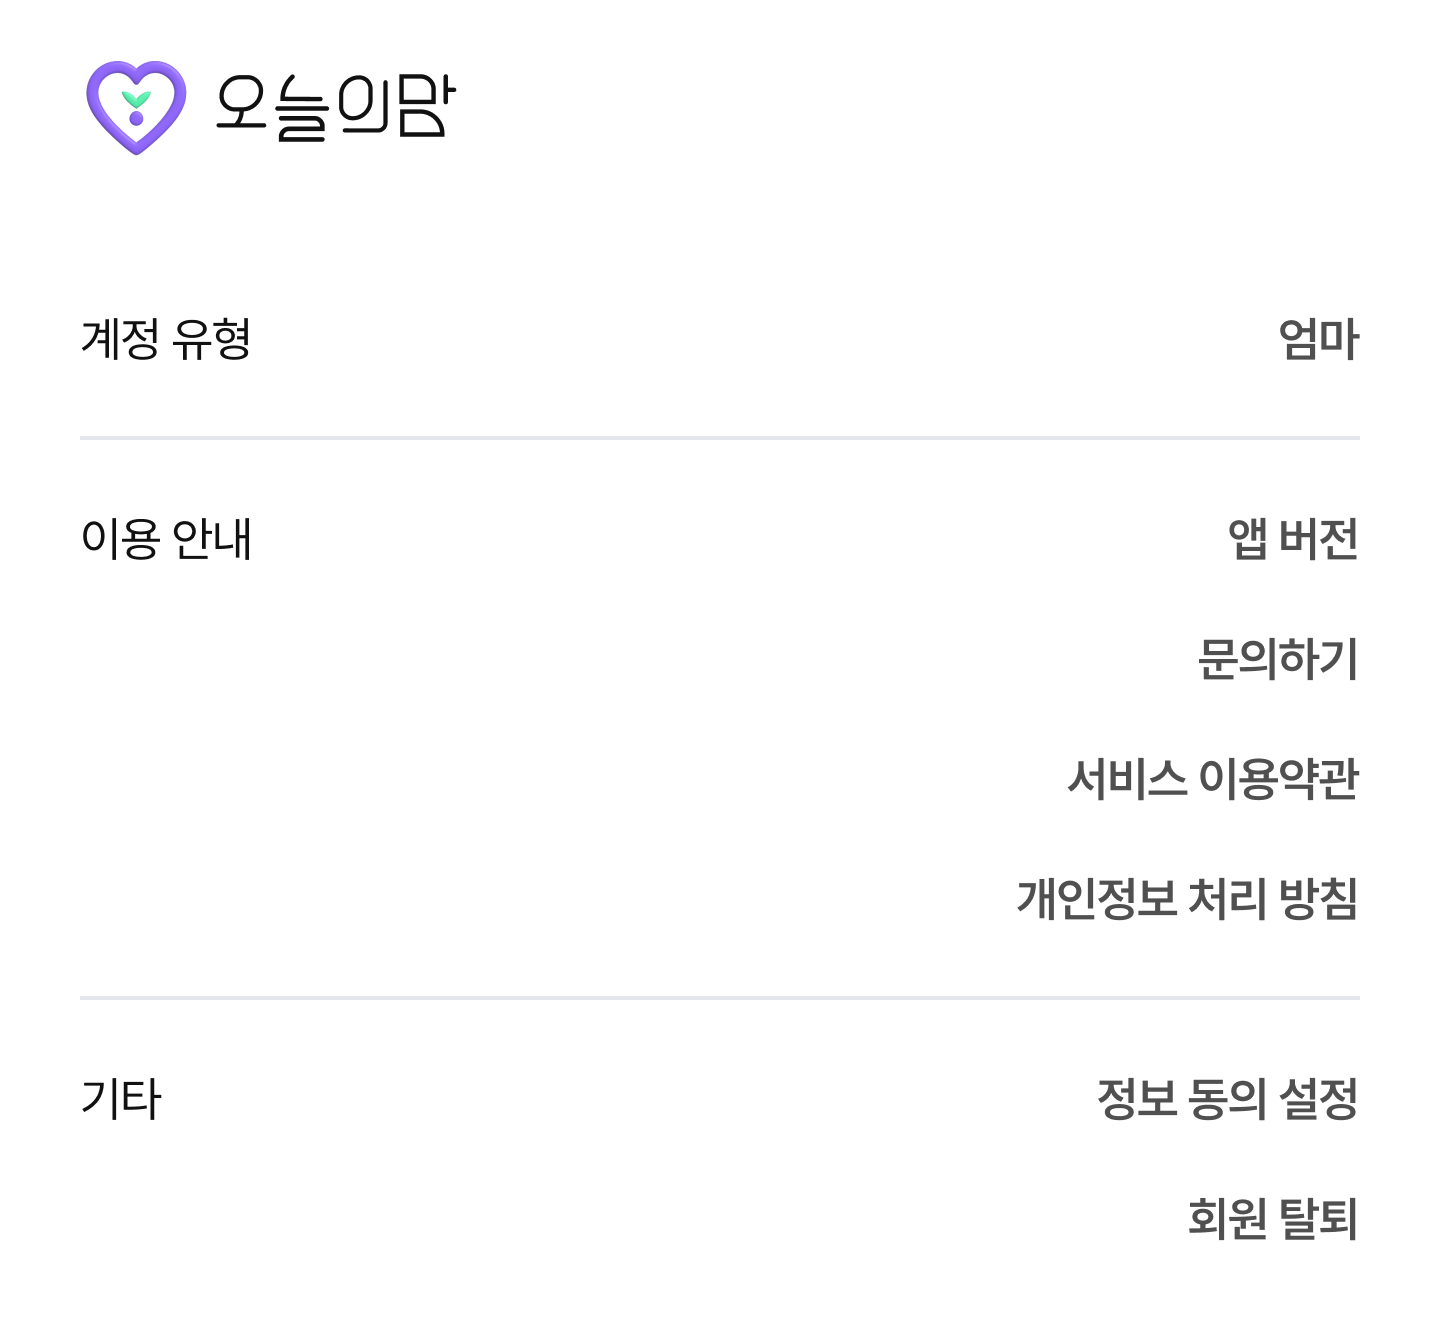 오늘의맘
계정 유형
엄마
이용 안내
앱 버전
문의하기
서비스 이용약관
개인정보 처리 방침
기타
정보 동의 설정
회원 탈퇴